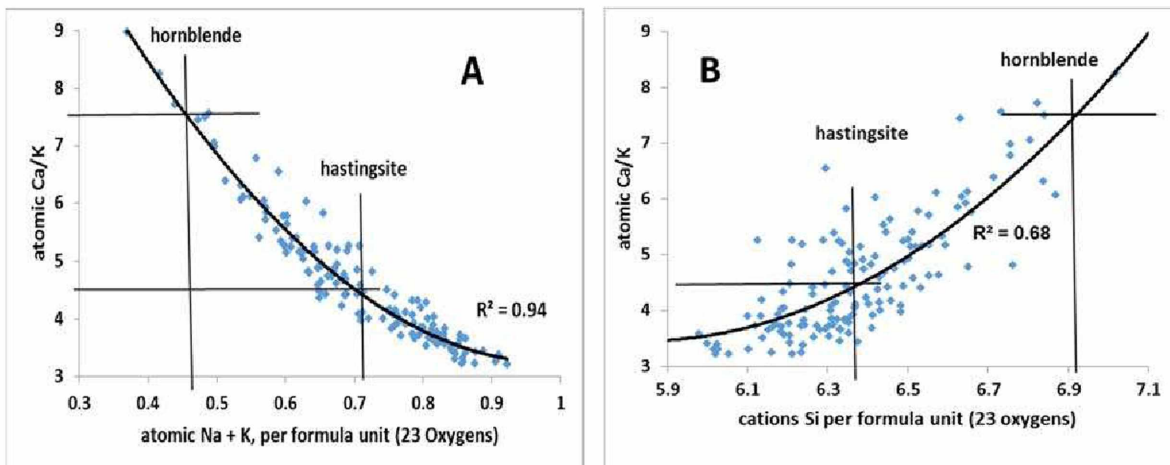 9
8
7
6
5
4
3
atomic Ca/K
hornblende
A
hastingsite
R² = 0.94
0.3 0.4 0.5 0.6 0.7 0.8 0.9 1
atomic Na + K, per formula unit (23 Oxygens)
9
8
7
6
5
4
3
atomic Ca/K
B
hornblende
hastingsite
R² = 0.68
5.9 6.1 6.3 6.5 6.7 6.9 7.1
cations Si per formula unit (23 oxygens)